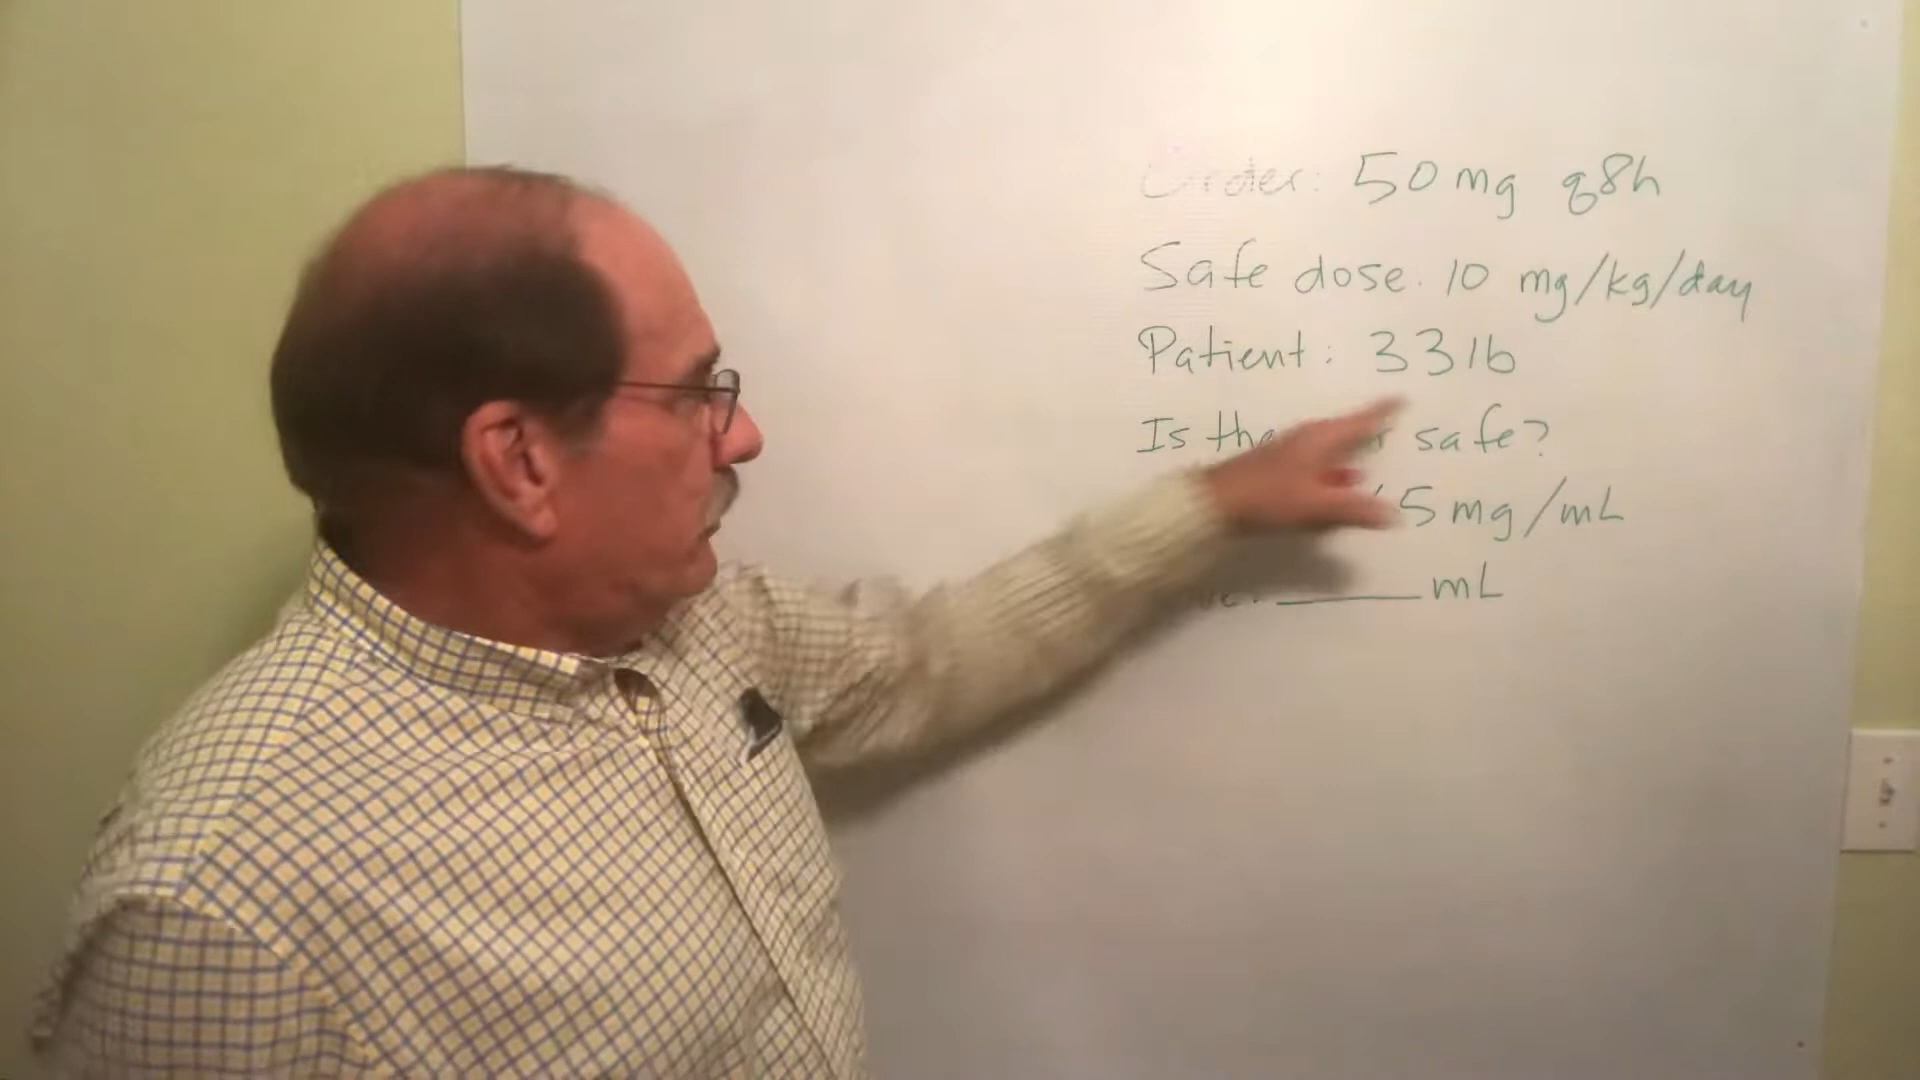 Order: 50 mg q8h
Safe dose. 10 mg/kg/day
Patient: 33 lb
Is safe?
5 mg/mL
mL